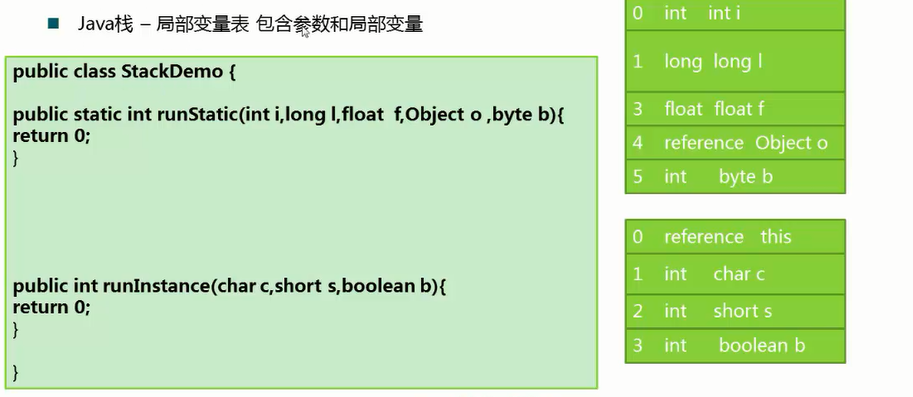 Java栈 – 局部变量表 包含参数和局部变量
public class StackDemo {
public static int runStatic(int i,long l,float f,Object o ,byte b){
return 0;
}
public int runInstance(char c,short s,boolean b){
return 0;
}
}
0 int int i
1 long long l
3 float float f
4 reference Object o
5 int byte b
0 reference this
1 int char c
2 int short s
3 int boolean b